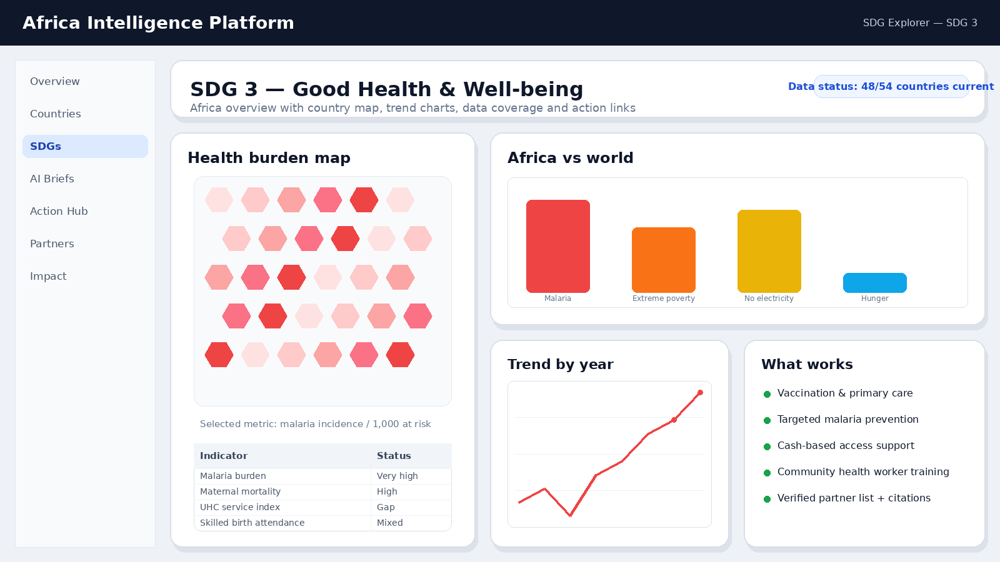 Africa Intelligence Platform
SDG Explorer — SDG 3
Overview
Countries
SDGs
AI Briefs
Action Hub
Partners
Impact
SDG 3 — Good Health & Well-being
Data status: 48/54 countries current
Africa overview with country map, trend charts, data coverage and action links
Health burden map
Selected metric: malaria incidence / 1,000 at risk
Indicator Status
Malaria burden Very high
Maternal mortality High
UHC service index Gap
Skilled birth attendance Mixed
Africa vs world
Malaria Extreme poverty No electricity Hunger
Trend by year
What works
Vaccination & primary care
Targeted malaria prevention
Cash-based access support
Community health worker training
Verified partner list + citations